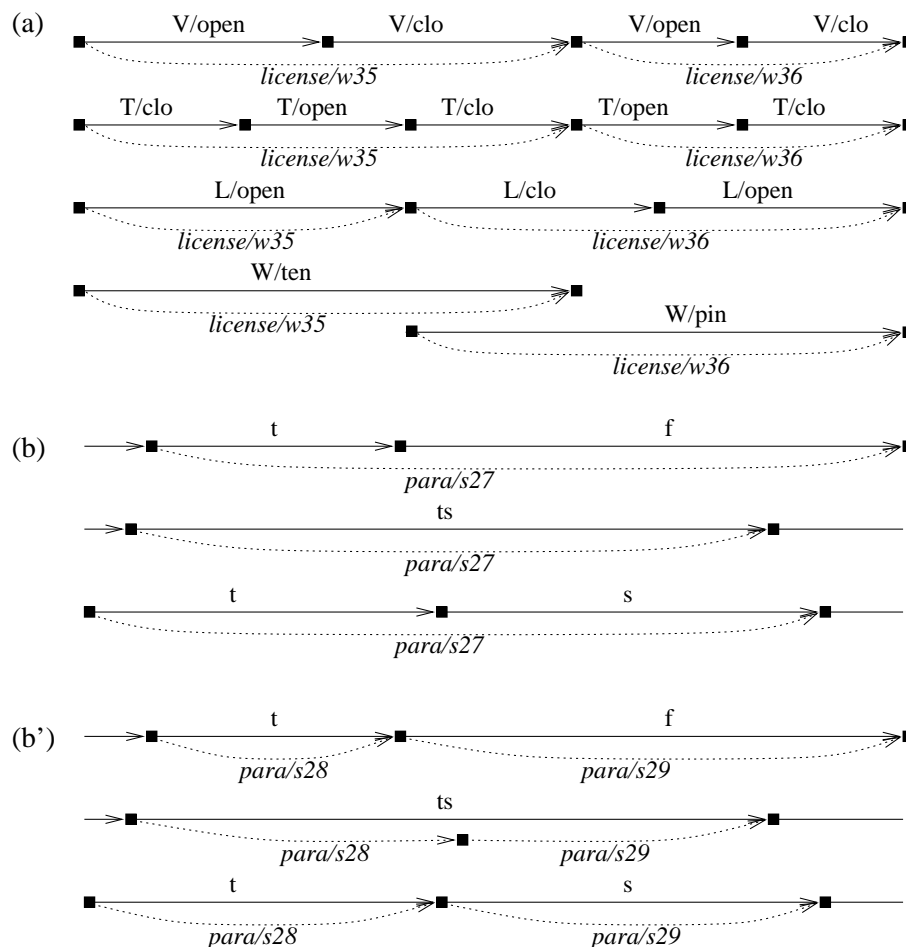 (a) V/open V/clo V/open V/clo
license/w35 license/w36
T/clo T/open T/clo T/open T/clo
license/w35 license/w36
L/open L/clo L/open
license/w35 license/w36
W/ten
license/w35
W/pin
license/w36
(b) t f
para/s27
ts
para/s27
t s
para/s27
(b') t f
para/s28 para/s29
ts
para/s28 para/s29
t s
para/s28 para/s29